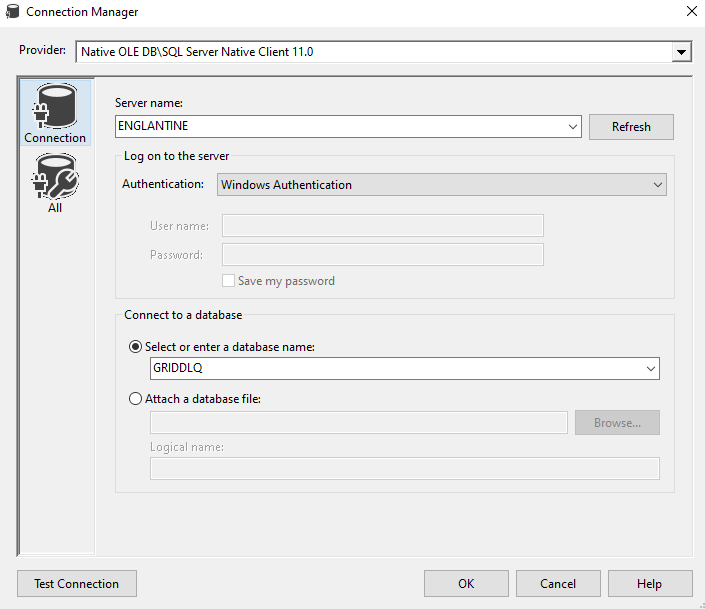 Connection Manager
Provider: Native OLE DB\SQL Server Native Client 11.0
Connection
All
Server name:
ENGLANTINE
Refresh
Log on to the server
Authentication: Windows Authentication
User name:
Password:
Save my password
Connect to a database
Select or enter a database name:
GRIDDLQ
Attach a database file:
Browse...
Logical name:
Test Connection OK Cancel Help